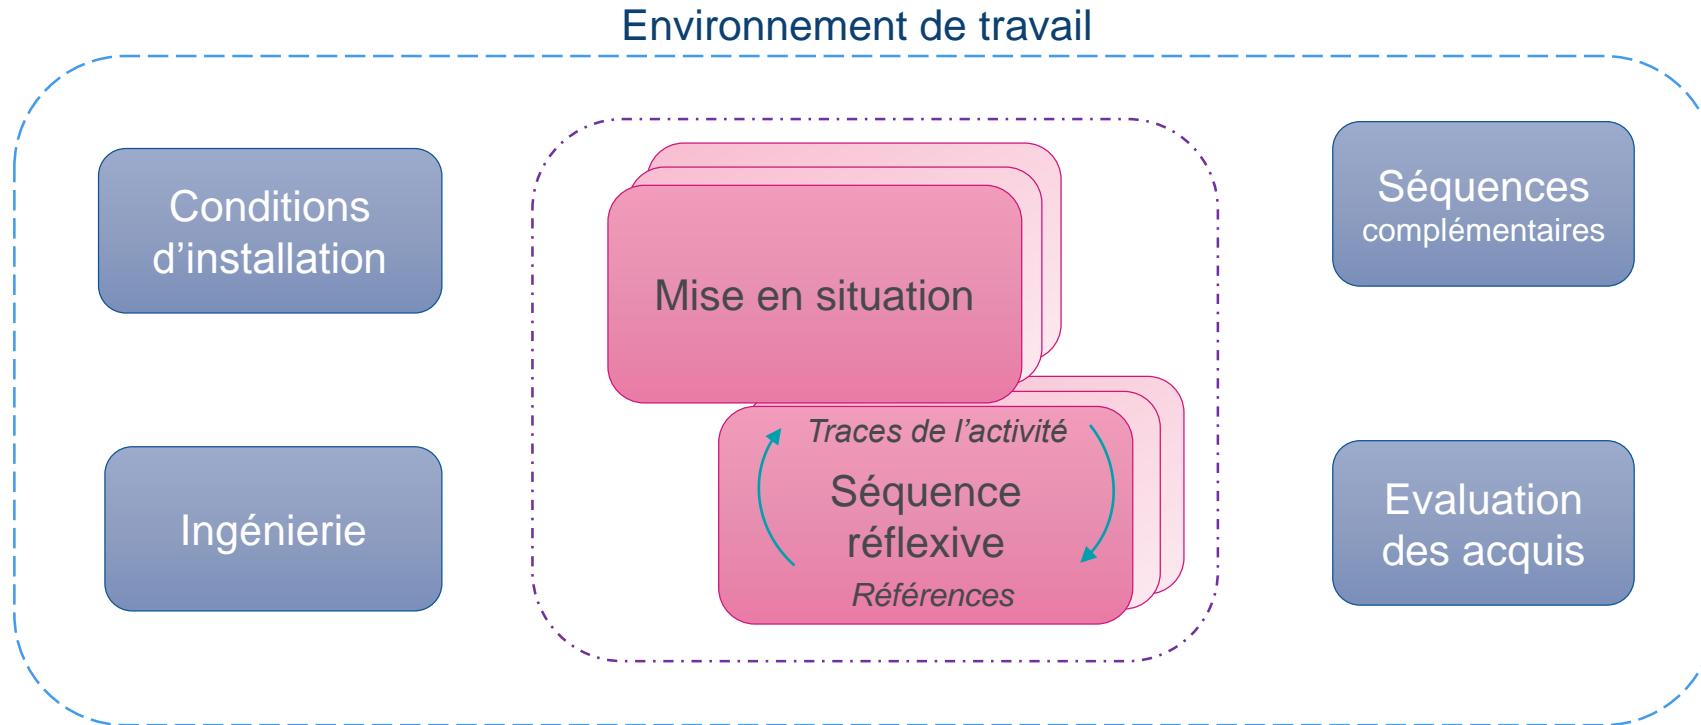 Environnement de travail
Conditions
d’installation
Ingénierie
Mise en situation
Traces de l’activité
Séquence
réflexive
Références
Séquences
complémentaires
Evaluation
des acquis